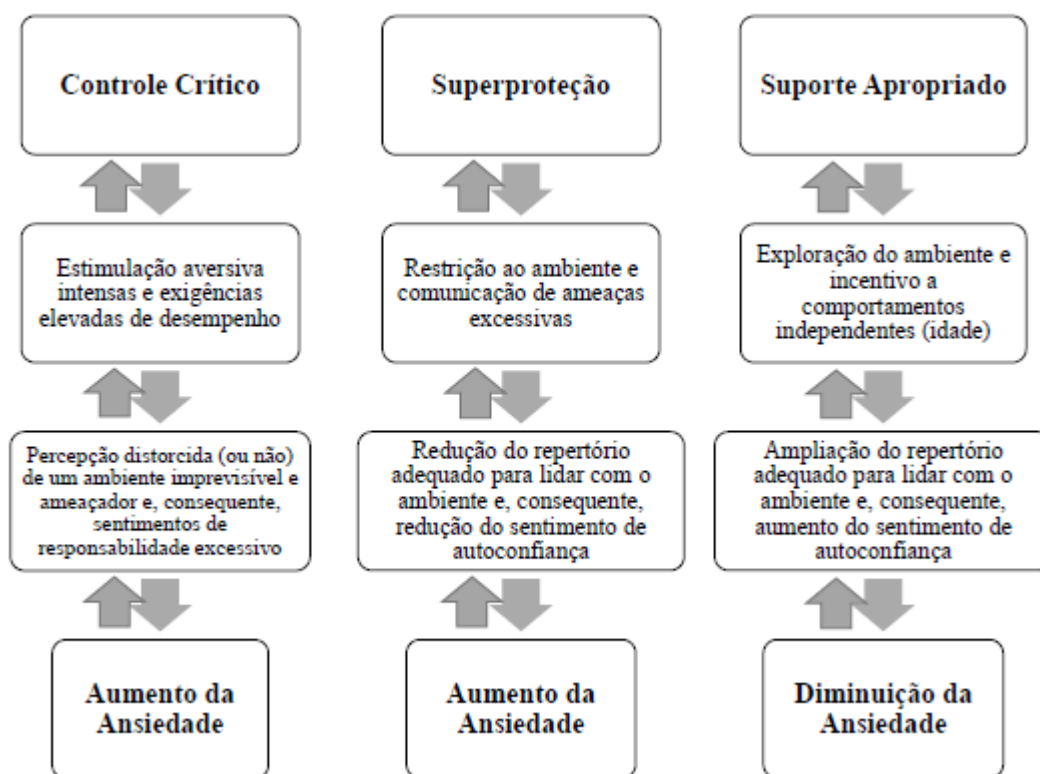 Controle Crítico
Superproteção
Suporte Apropriado
Estimulação aversiva
intensas e exigências
elevadas de desempenho
Restrição ao ambiente e
comunicação de ameaças
excessivas
Exploração do ambiente e
incentivo a
comportamentos
independentes (idade)
Percepção distorcida (ou não)
de um ambiente imprevisível e
ameaçador e, consequente,
sentimentos de
responsabilidade excessivo
Redução do repertório
adequado para lidar com o
ambiente e, consequente,
redução do sentimento de
autoconfiança
Ampliação do repertório
adequado para lidar com o
ambiente e, consequente,
aumento do sentimento de
autoconfiança
Aumento da
Ansiedade
Aumento da
Ansiedade
Diminuição da
Ansiedade